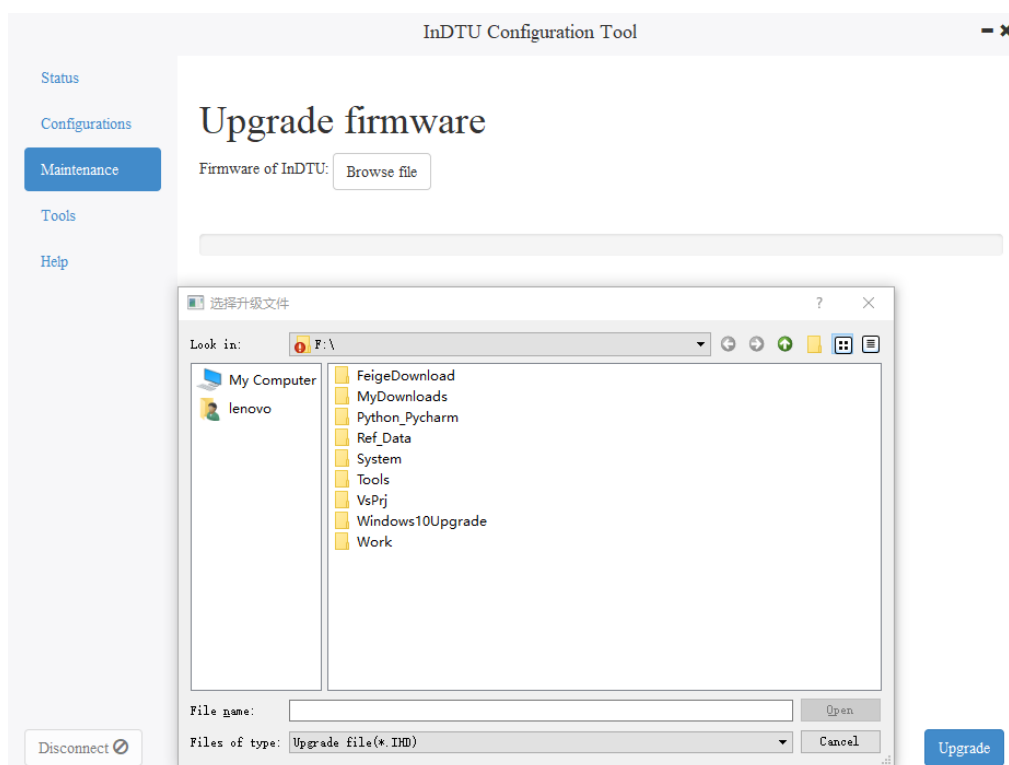 InDTU Configuration Tool
Status
Configurations
Maintenance
Tools
Help
Upgrade firmware
Firmware of InDTU:
Browse file
选择升级文件
?
Look in:
F:\
My Computer
lenovo
FeigeDownload
MyDownloads
Python_Pycharm
Ref_Data
System
Tools
VsPrj
Windows10Upgrade
Work
File name:
Open
Files of type:
Upgrade file(*.IHD)
Cancel
Disconnect
Upgrade